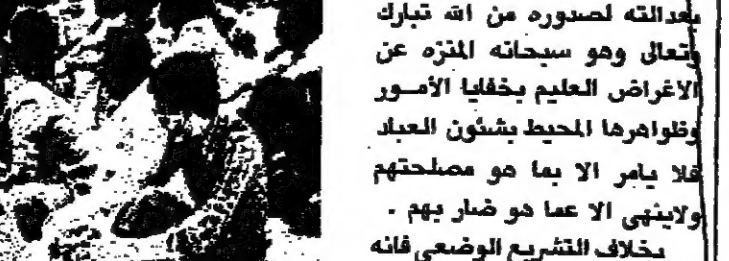 بعدالته لصدوره من الله تبارك
وتعالى وهو سبحانه المنزه عن
الاغراض العليم بخفايا الأمور
وظواهرها المحيط بشئون العباد
فلا يامر الا بما هو مصلحتهم
ولاينهى الا عما هو ضار بهم .
بخلاف التشريع الوضعى فانه